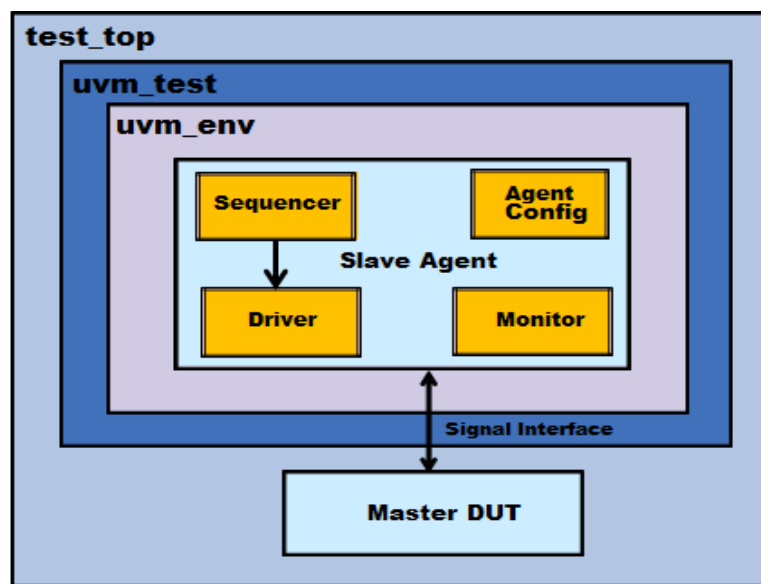 test_top
uvm_test
uvm_env
Sequencer
Agent
Config
Slave Agent
Driver
Monitor
Signal Interface
Master DUT